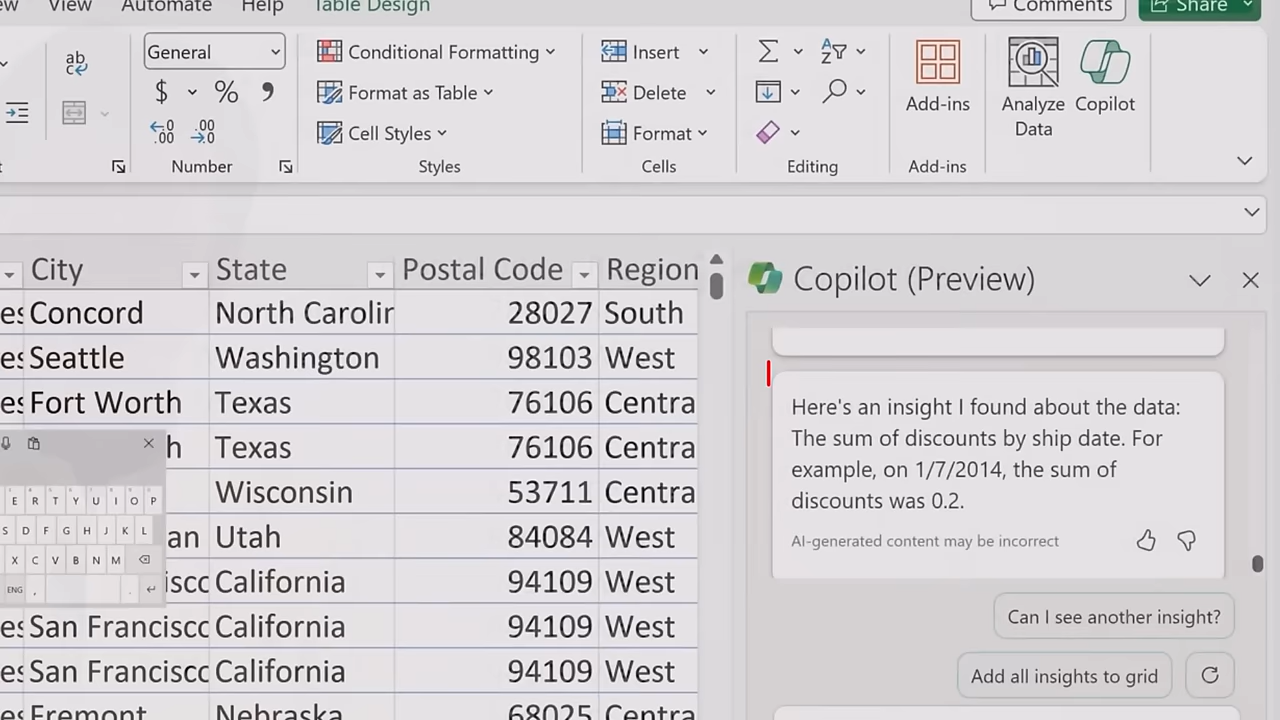 View Automate Help Table Design Comments Share
General Conditional Formatting Insert
$ % Format as Table Delete Add-ins Analyze Data Copilot
Cell Styles Format
Number Styles Cells Editing Add-ins
City State Postal Code Region
Concord North Carolin 28027 South
Seattle Washington 98103 West
Fort Worth Texas 76106 Centra
Texas 76106 Centra
Wisconsin 53711 Centra
Utah 84084 West
California 94109 West
San Francisco California 94109 West
San Francisco California 94109 West
Fremont Nebraska 68025 Centra
E R T Y U I O P
S D F G H J K L
X C V B N M
ENG , .
Copilot (Preview)
Here's an insight I found about the data:
The sum of discounts by ship date. For
example, on 1/7/2014, the sum of
discounts was 0.2.
AI-generated content may be incorrect
Can I see another insight?
Add all insights to grid